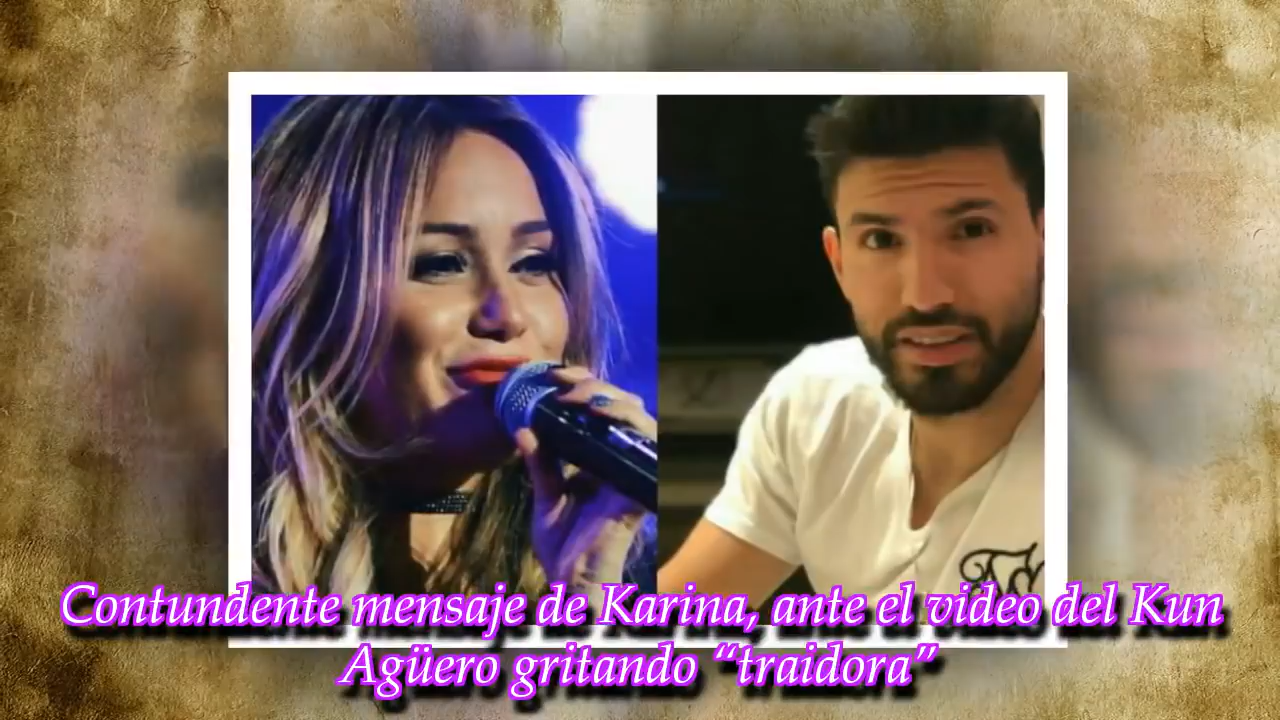 Contundente mensaje de Karina, ante el video del Kun
Agüero gritando “traidora”